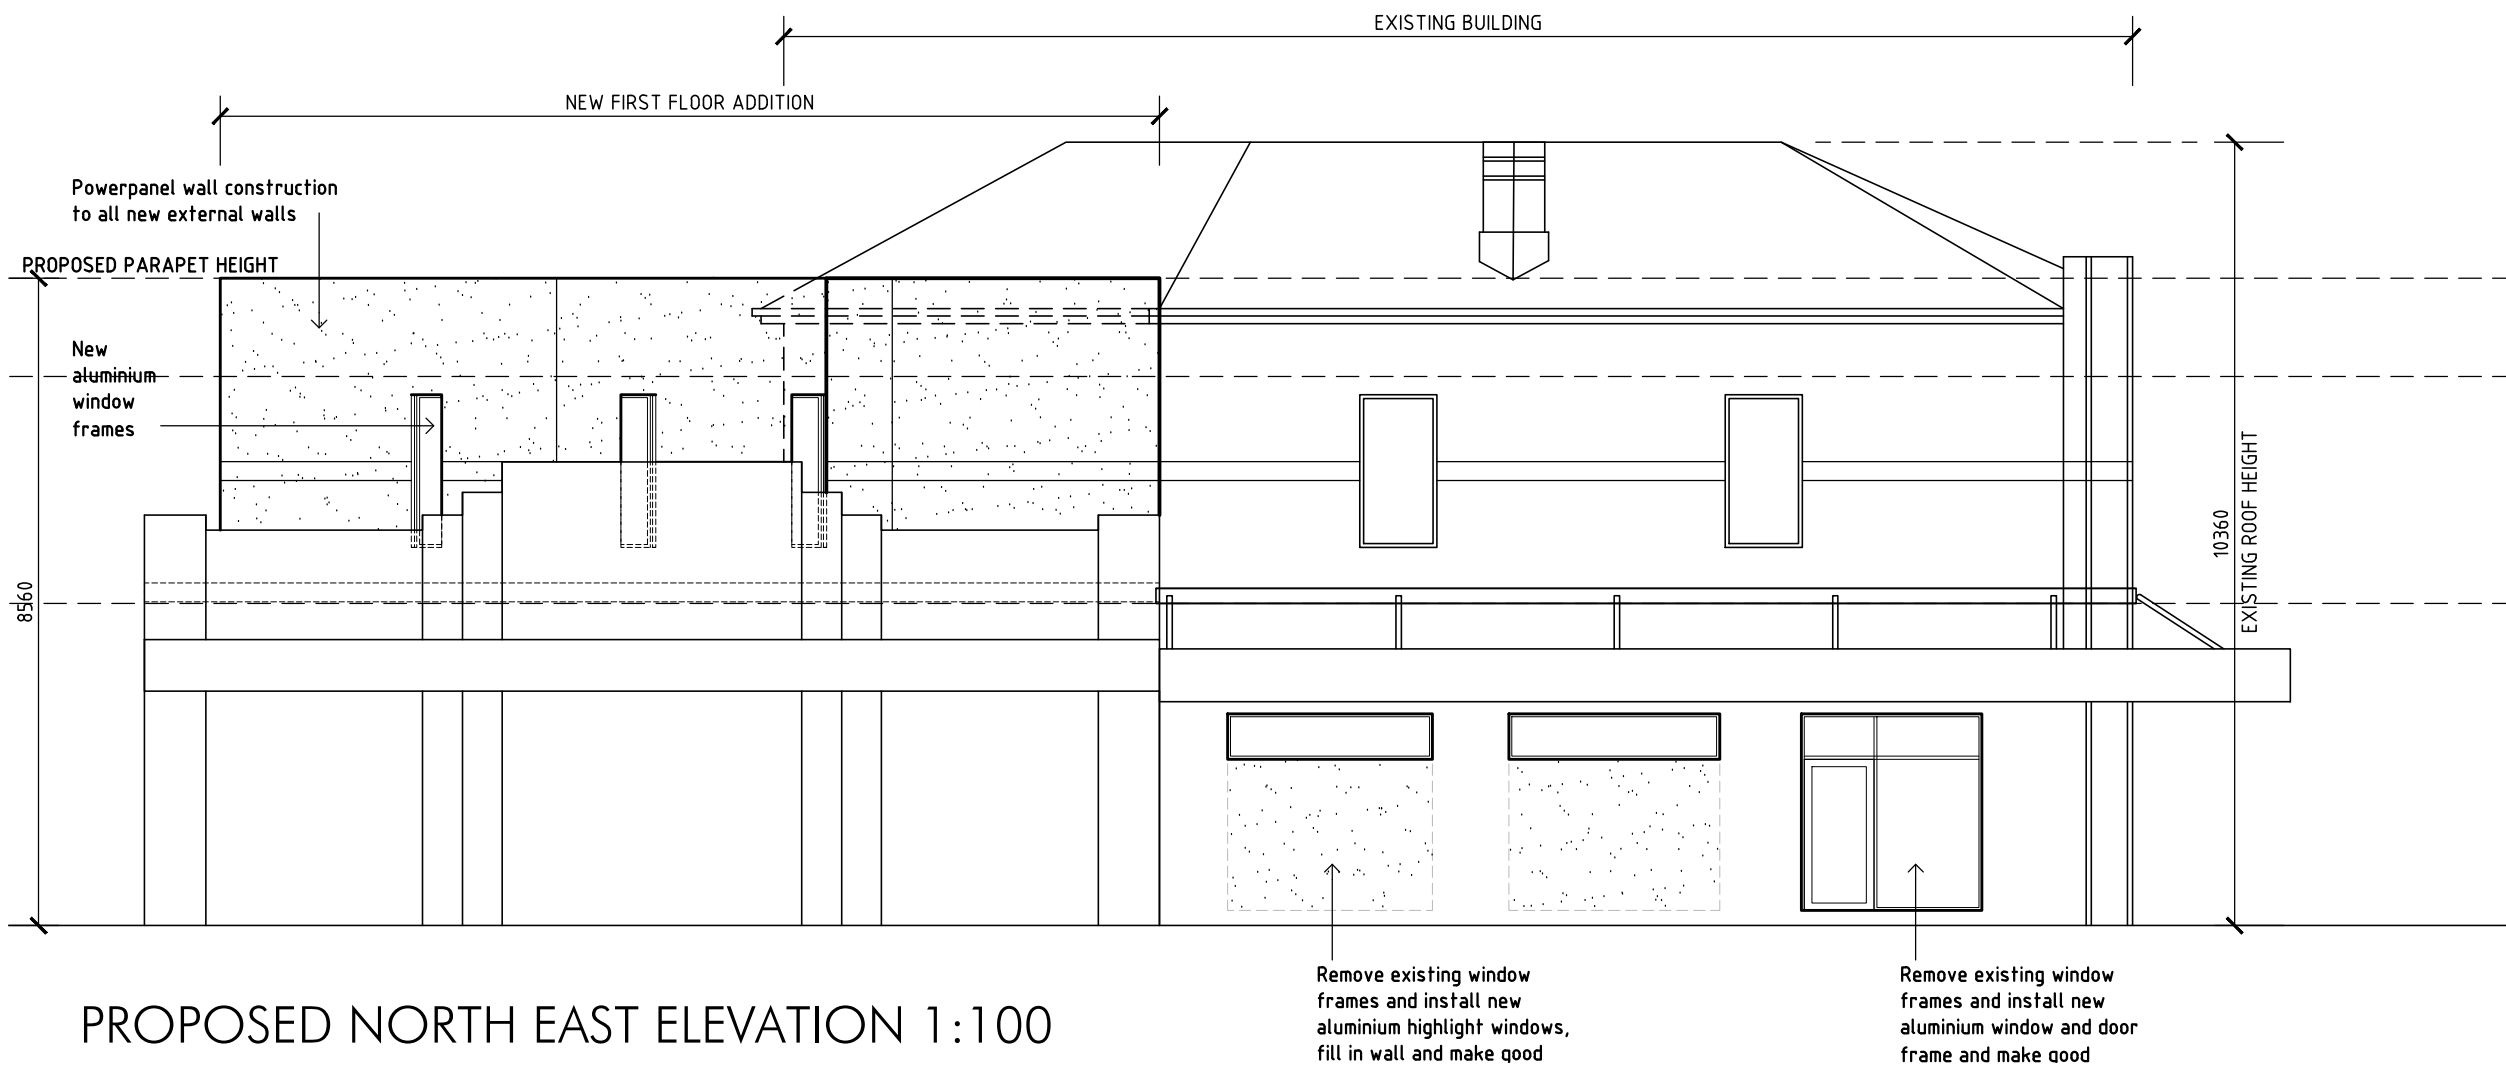 EXISTING BUILDING
NEW FIRST FLOOR ADDITION
Powerpanel wall construction
to all new external walls
PROPOSED PARAPET HEIGHT
New
aluminium
window
frames
8560
10360
EXISTING ROOF HEIGHT
Remove existing window
frames and install new
aluminium highlight windows,
fill in wall and make good
Remove existing window
frames and install new
aluminium window and door
frame and make good
PROPOSED NORTH EAST ELEVATION 1:100